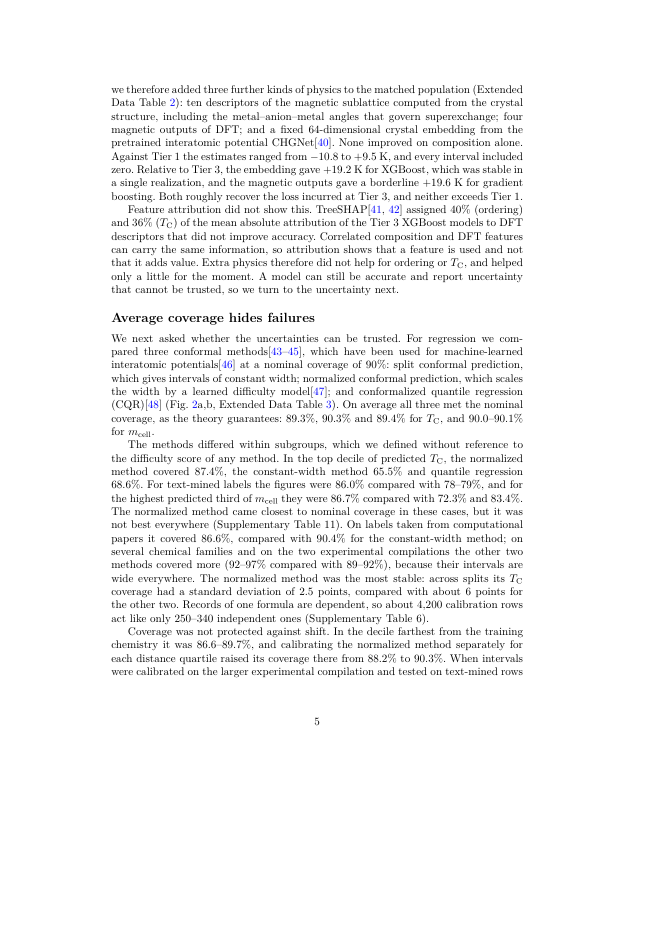 we therefore added three further kinds of physics to the matched population (Extended
Data Table 2): ten descriptors of the magnetic sublattice computed from the crystal
structure, including the metal–anion–metal angles that govern superexchange; four
magnetic outputs of DFT; and a fixed 64-dimensional crystal embedding from the
pretrained interatomic potential CHGNet[40]. None improved on composition alone.
Against Tier 1 the estimates ranged from −10.8 to +9.5 K, and every interval included
zero. Relative to Tier 3, the embedding gave +19.2 K for XGBoost, which was stable in
a single realization, and the magnetic outputs gave a borderline +19.6 K for gradient
boosting. Both roughly recover the loss incurred at Tier 3, and neither exceeds Tier 1.
Feature attribution did not show this. TreeSHAP[41, 42] assigned 40% (ordering)
and 36% (TC) of the mean absolute attribution of the Tier 3 XGBoost models to DFT
descriptors that did not improve accuracy. Correlated composition and DFT features
can carry the same information, so attribution shows that a feature is used and not
that it adds value. Extra physics therefore did not help for ordering or TC, and helped
only a little for the moment. A model can still be accurate and report uncertainty
that cannot be trusted, so we turn to the uncertainty next.
Average coverage hides failures
We next asked whether the uncertainties can be trusted. For regression we com-
pared three conformal methods[43–45], which have been used for machine-learned
interatomic potentials[46] at a nominal coverage of 90%: split conformal prediction,
which gives intervals of constant width; normalized conformal prediction, which scales
the width by a learned difficulty model[47]; and conformalized quantile regression
(CQR)[48] (Fig. 2a,b, Extended Data Table 3). On average all three met the nominal
coverage, as the theory guarantees: 89.3%, 90.3% and 89.4% for TC, and 90.0–90.1%
for mcell.
The methods differed within subgroups, which we defined without reference to
the difficulty score of any method. In the top decile of predicted TC, the normalized
method covered 87.4%, the constant-width method 65.5% and quantile regression
68.6%. For text-mined labels the figures were 86.0% compared with 78–79%, and for
the highest predicted third of mcell they were 86.7% compared with 72.3% and 83.4%.
The normalized method came closest to nominal coverage in these cases, but it was
not best everywhere (Supplementary Table 11). On labels taken from computational
papers it covered 86.6%, compared with 90.4% for the constant-width method; on
several chemical families and on the two experimental compilations the other two
methods covered more (92–97% compared with 89–92%), because their intervals are
wide everywhere. The normalized method was the most stable: across splits its TC
coverage had a standard deviation of 2.5 points, compared with about 6 points for
the other two. Records of one formula are dependent, so about 4,200 calibration rows
act like only 250–340 independent ones (Supplementary Table 6).
Coverage was not protected against shift. In the decile farthest from the training
chemistry it was 86.6–89.7%, and calibrating the normalized method separately for
each distance quartile raised its coverage there from 88.2% to 90.3%. When intervals
were calibrated on the larger experimental compilation and tested on text-mined rows
5